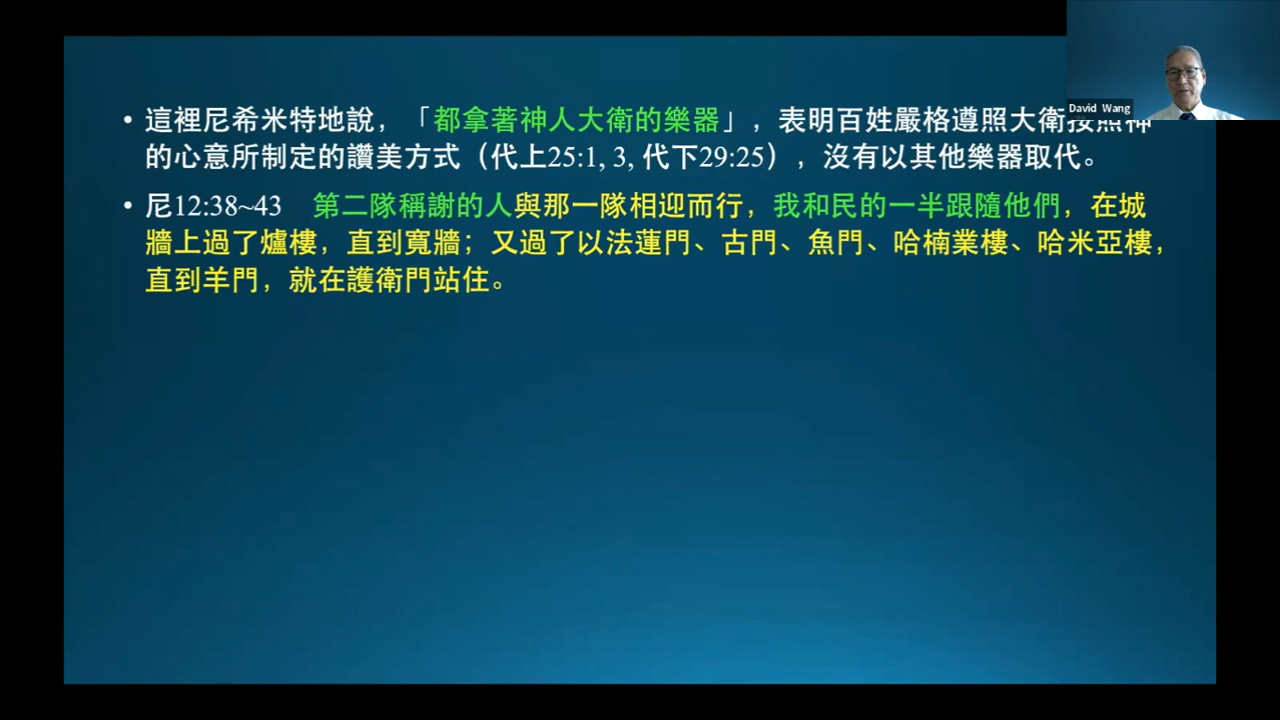 David Wang
• 這裡尼希米特地說，「都拿著神人大衛的樂器」，表明百姓嚴格遵照大衛按照神
的心意所制定的讚美方式（代上25:1, 3, 代下29:25），沒有以其他樂器取代。
• 尼12:38~43 第二隊稱謝的人與那一隊相迎而行，我和民的一半跟隨他們，在城
牆上過了爐樓，直到寬牆；又過了以法蓮門、古門、魚門、哈楠業樓、哈米亞樓，
直到羊門，就在護衛門站住。